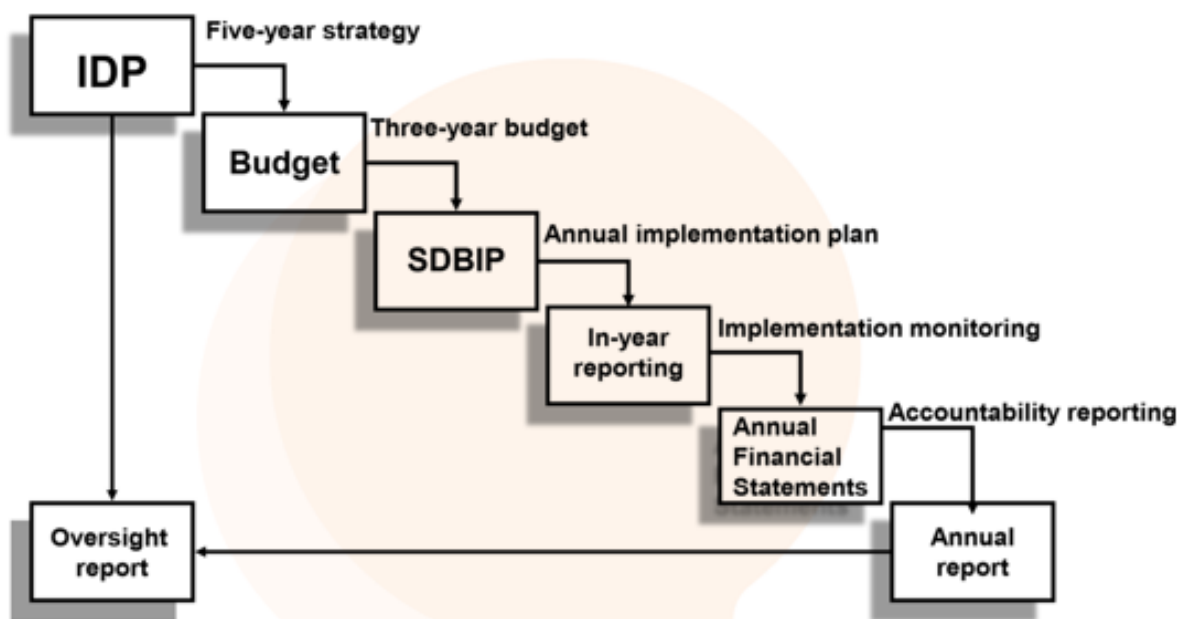 IDP
Five-year strategy
Budget
Three-year budget
SDBIP
Annual implementation plan
In-year
reporting
Implementation monitoring
Annual
Financial
Statements
Accountability reporting
Oversight
report
Annual
report